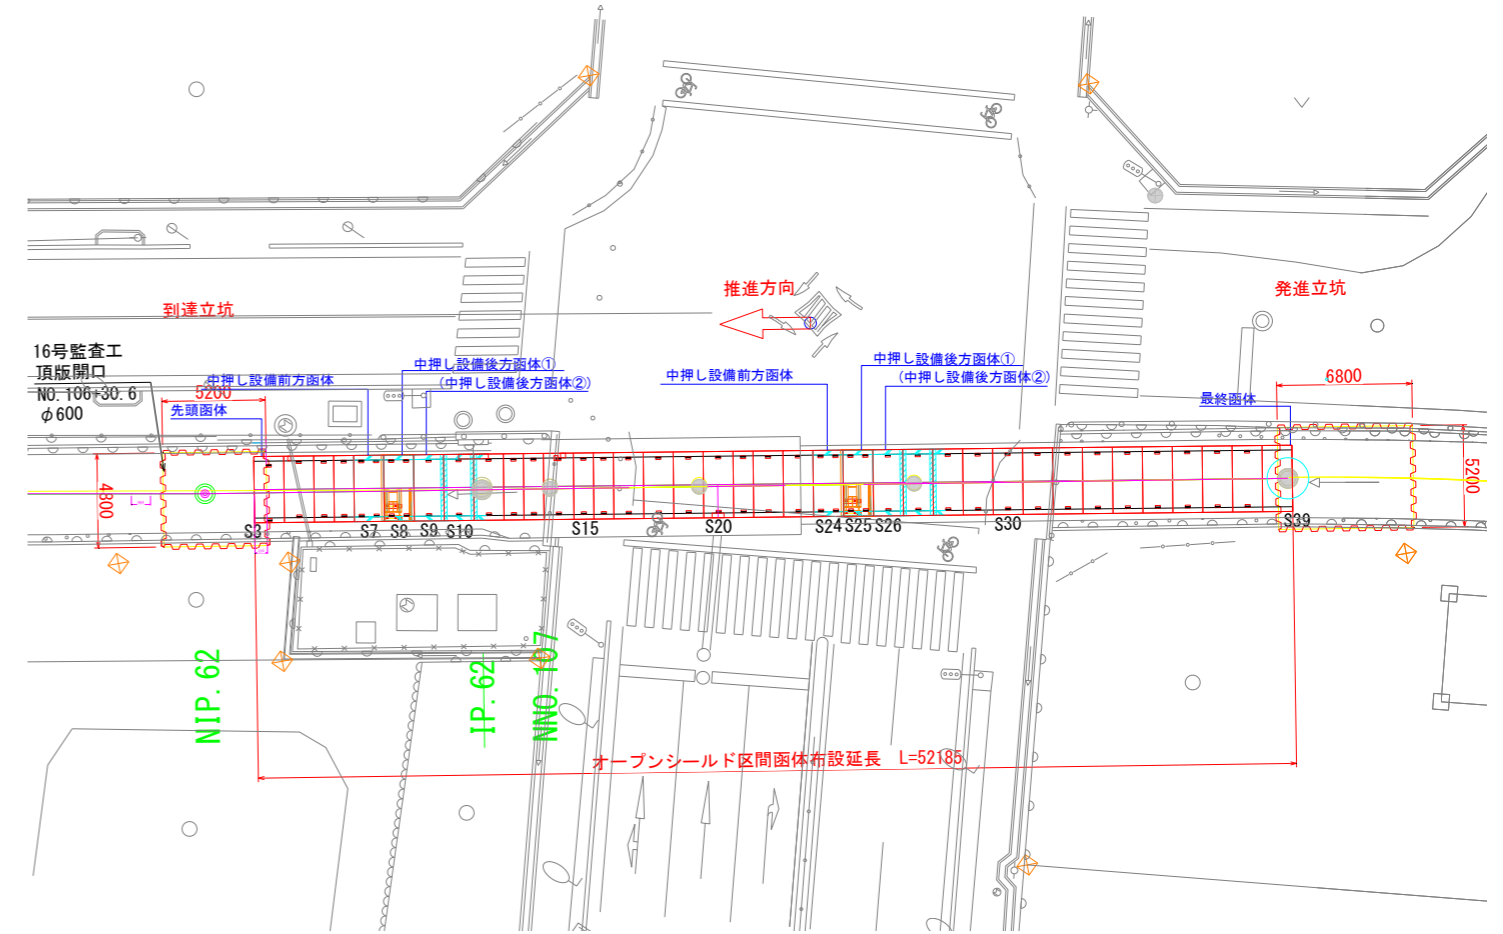 到達立坑
推進方向
発進立坑
16号監査工
頂版開口
NO.106+30.6
φ600
中押し設備前方函体
中押し設備後方函体①
(中押し設備後方函体②)
5200
先頭函体
中押し設備前方函体
中押し設備後方函体①
(中押し設備後方函体②)
6800
最終函体
4800
5200
S3
S7
S8
S9
S10
S15
S20
S24
S25
S26
S30
S39
NIP.62
IP.62
NNO.107
オープンシールド区間函体布設延長 L=52185